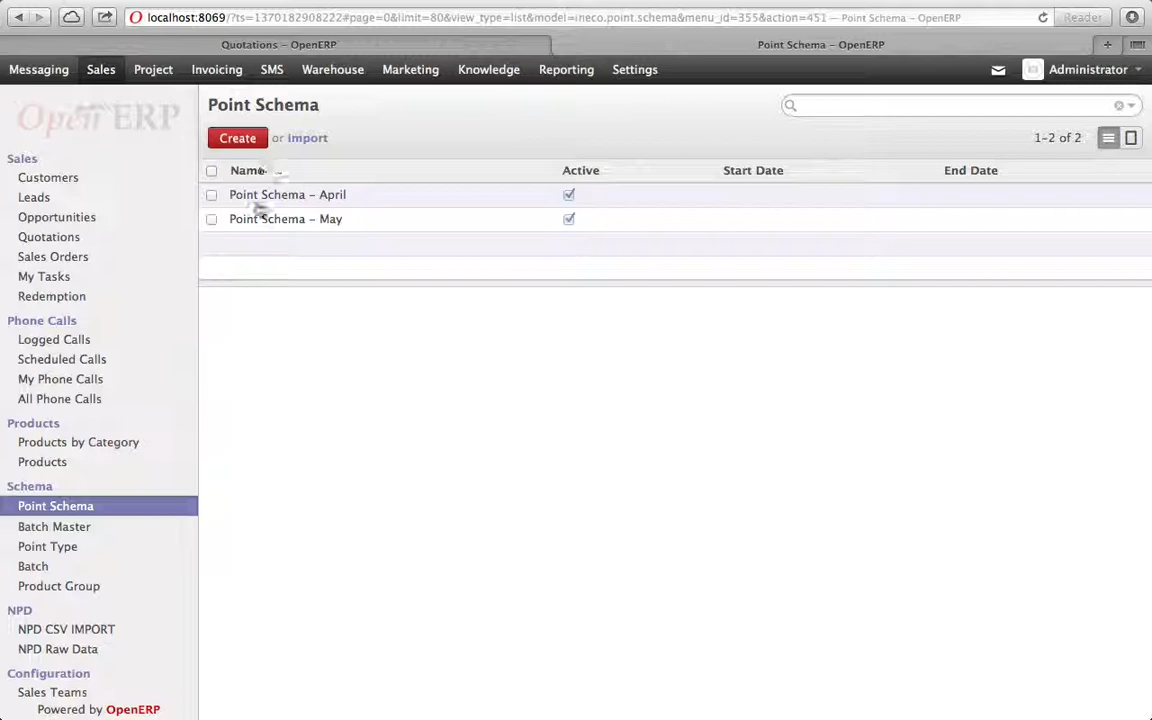 localhost:8069/?ts=1370182908222#page=0&limit=80&view_type=list&model=ineco.point.schema&menu_id=355&action=451 — Point Schema – OpenERP
Reader
Quotations – OpenERP
Point Schema – OpenERP
Messaging Sales Project Invoicing SMS Warehouse Marketing Knowledge Reporting Settings Administrator
OpenERP
Point Schema
Create or Import
1-2 of 2
Name Active Start Date End Date
Point Schema – April
Point Schema – May
Sales
Customers
Leads
Opportunities
Quotations
Sales Orders
My Tasks
Redemption
Phone Calls
Logged Calls
Scheduled Calls
My Phone Calls
All Phone Calls
Products
Products by Category
Products
Schema
Point Schema
Batch Master
Point Type
Batch
Product Group
NPD
NPD CSV IMPORT
NPD Raw Data
Configuration
Sales Teams
Powered by OpenERP